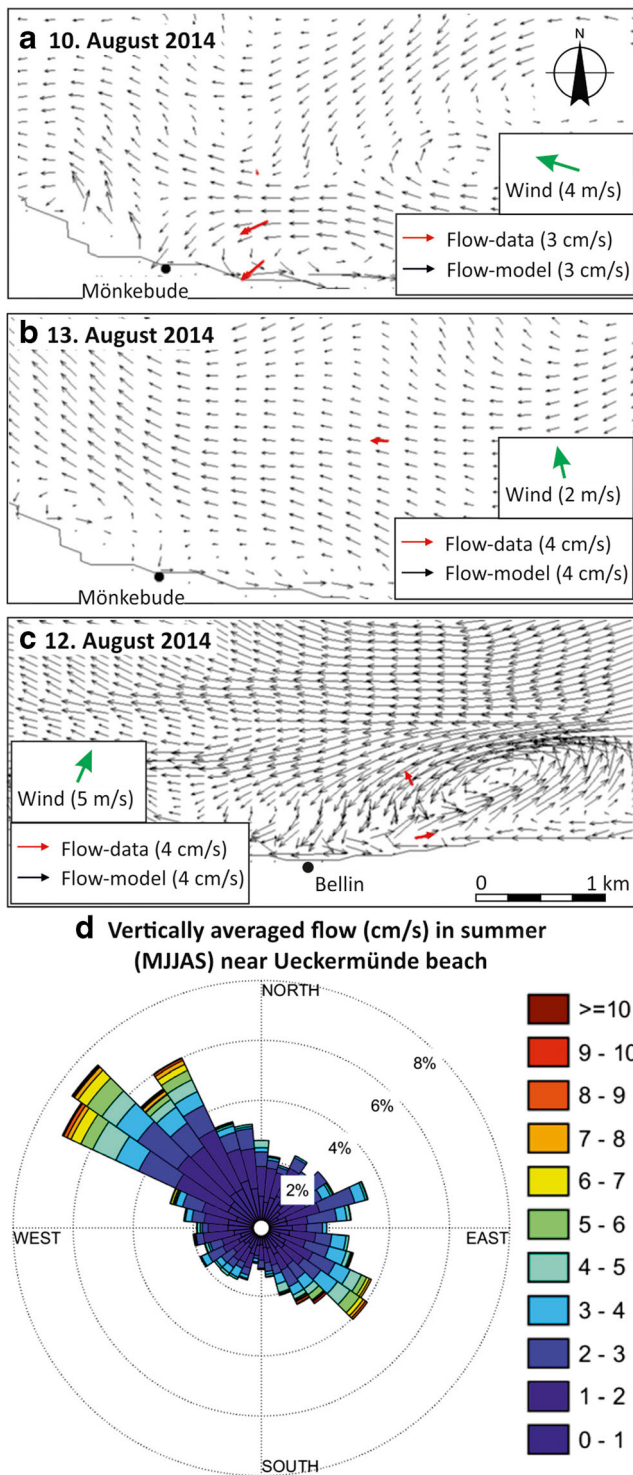 a 10. August 2014
N
Wind (4 m/s)
Flow-data (3 cm/s)
Flow-model (3 cm/s)
Mönkebude
b 13. August 2014
Wind (2 m/s)
Flow-data (4 cm/s)
Flow-model (4 cm/s)
Mönkebude
c 12. August 2014
Wind (5 m/s)
Flow-data (4 cm/s)
Flow-model (4 cm/s)
Bellin
0 1 km
d Vertically averaged flow (cm/s) in summer
(MJJAS) near Ueckermünde beach
NORTH
8%
6%
4%
2%
WEST
EAST
SOUTH
>=10
9 - 10
8 - 9
7 - 8
6 - 7
5 - 6
4 - 5
3 - 4
2 - 3
1 - 2
0 - 1